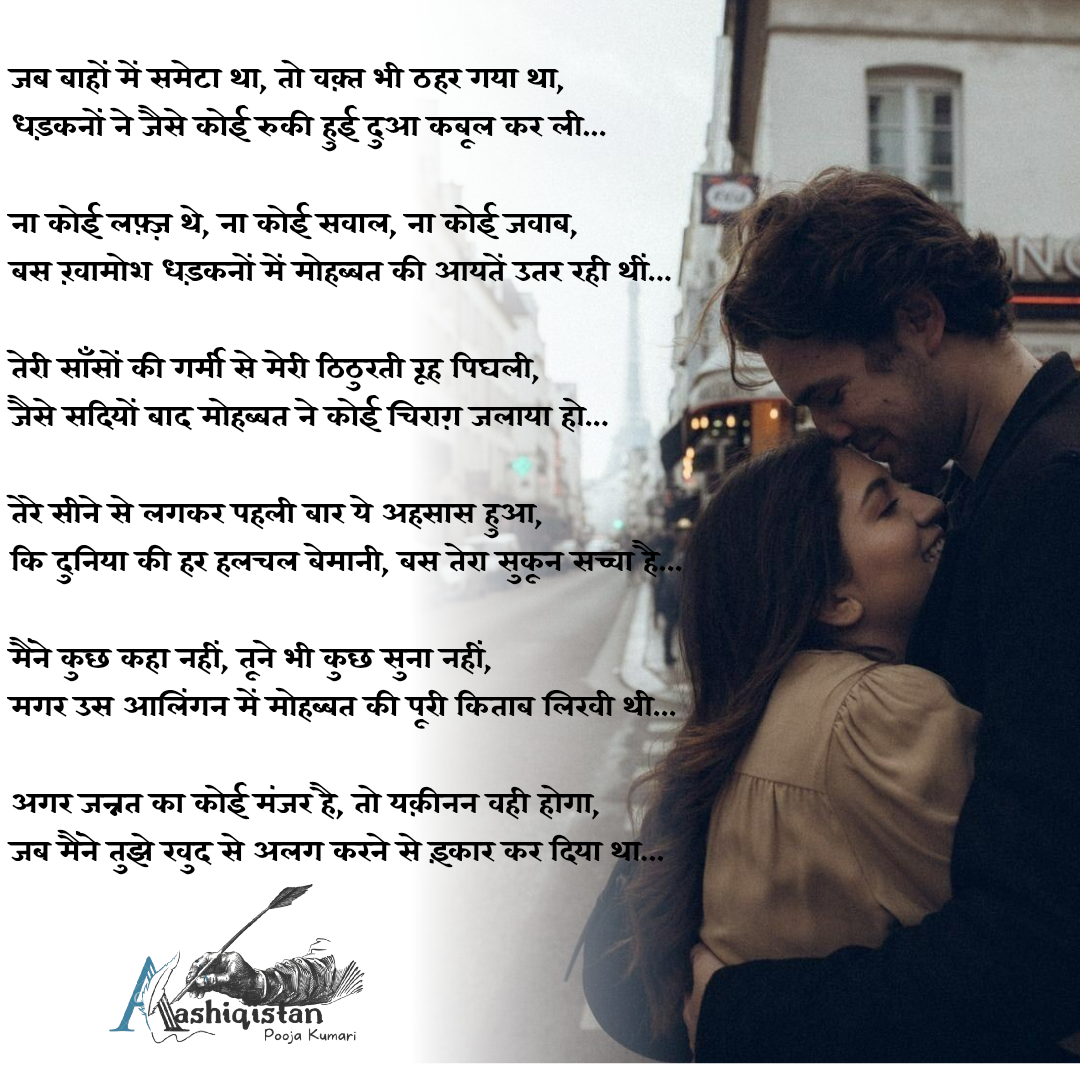 जब बाहों में समेटा था, तो वक़्त भी ठहर गया था,
धड़कनों ने जैसे कोई रुकी हुई दुआ कबूल कर ली...
ना कोई लफ़्ज़ थे, ना कोई सवाल, ना कोई जवाब,
बस ख़ामोश धड़कनों में मोहब्बत की आयतें उतर रही थीं...
तेरी साँसों की गर्मी से मेरी ठिठुरती रूह पिघली,
जैसे सदियों बाद मोहब्बत ने कोई चिराग़ जलाया हो...
तेरे सीने से लगकर पहली बार ये अहसास हुआ,
कि दुनिया की हर हलचल बेमानी, बस तेरा सुकून सच्चा है...
मैंने कुछ कहा नहीं, तूने भी कुछ सुना नहीं,
मगर उस आलिंगन में मोहब्बत की पूरी किताब लिखी थी...
अगर जन्नत का कोई मंजर है, तो यक़ीनन वही होगा,
जब मैंने तुझे खुद से अलग करने से इंकार कर दिया था...
Aashiqistan
Pooja Kumari